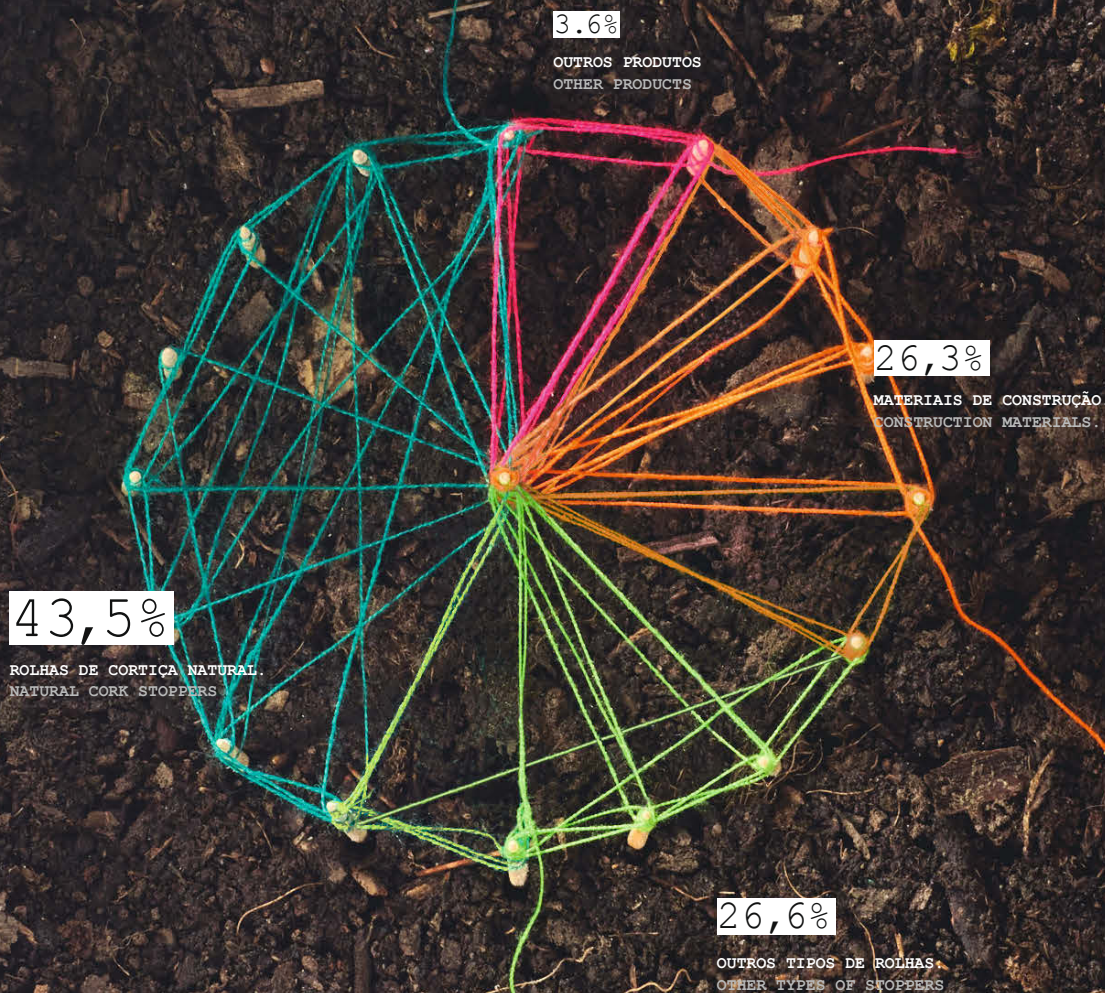 3.6%
OUTROS PRODUTOS
OTHER PRODUCTS
26,3%
MATERIAIS DE CONSTRUÇÃO
CONSTRUCTION MATERIALS.
43,5%
ROLHAS DE CORTIÇA NATURAL.
NATURAL CORK STOPPERS
26,6%
OUTROS TIPOS DE ROLHAS.
OTHER TYPES OF STOPPERS